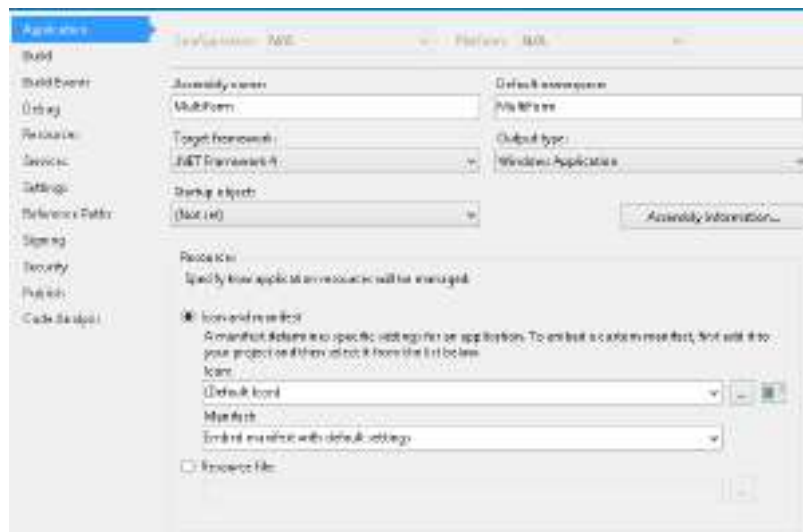 Application
Build
Build Events
Debug
Resources
Services
Settings
Reference Paths
Signing
Security
Publish
Code Analysis
Configuration: N/A Platform: N/A
Assembly name: Default namespace:
MultiForm MultiForm
Target framework: Output type:
.NET Framework 4 Windows Application
Startup object:
(Not set) Assembly Information...
Resources
Specify how application resources will be managed:
Icon and manifest
A manifest determines specific settings for an application. To embed a custom manifest, first add it to
your project and then select it from the list below.
Icon:
(Default Icon) ...
Manifest:
Embed manifest with default settings
Resource file:
...